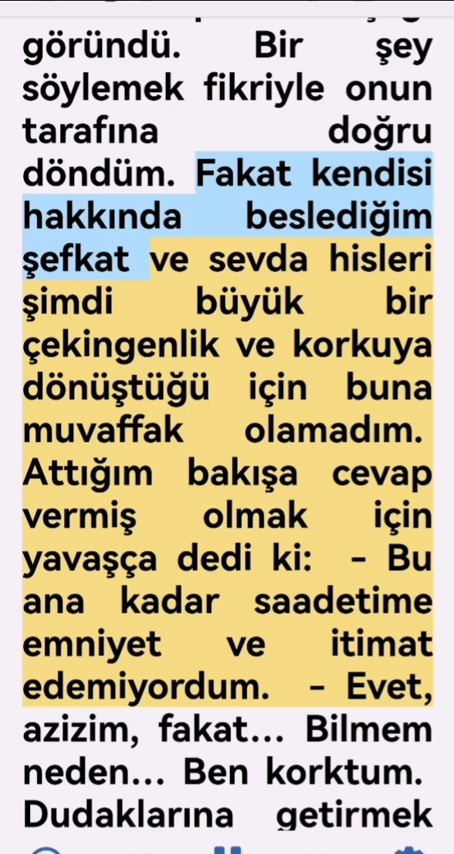 göründü. Bir şey
söylemek fikriyle onun
tarafına doğru
döndüm. Fakat kendisi
hakkında beslediğim
şefkat ve sevda hisleri
şimdi büyük bir
çekingenlik ve korkuya
dönüştüğü için buna
muvaffak olamadım.
Attığım bakışa cevap
vermiş olmak için
yavaşça dedi ki: - Bu
ana kadar saadetime
emniyet ve itimat
edemiyordum. - Evet,
azizim, fakat... Bilmem
neden... Ben korktum.
Dudaklarına getirmek